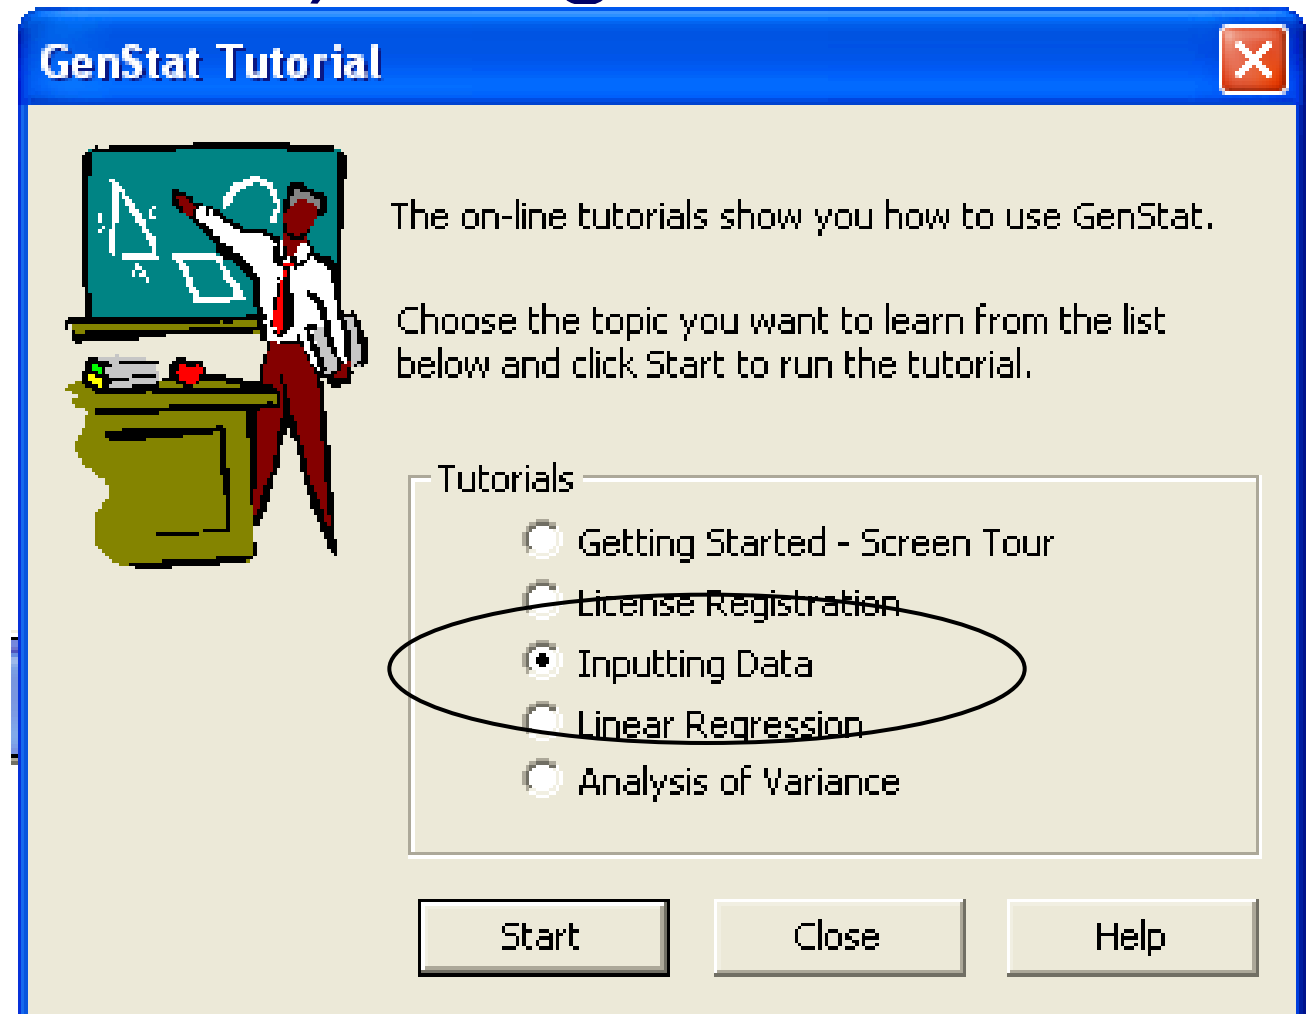 GenStat Tutorial
The on-line tutorials show you how to use GenStat.
Choose the topic you want to learn from the list
below and click Start to run the tutorial.
Tutorials
Getting Started - Screen Tour
License Registration
Inputting Data
Linear Regression
Analysis of Variance
Start Close Help